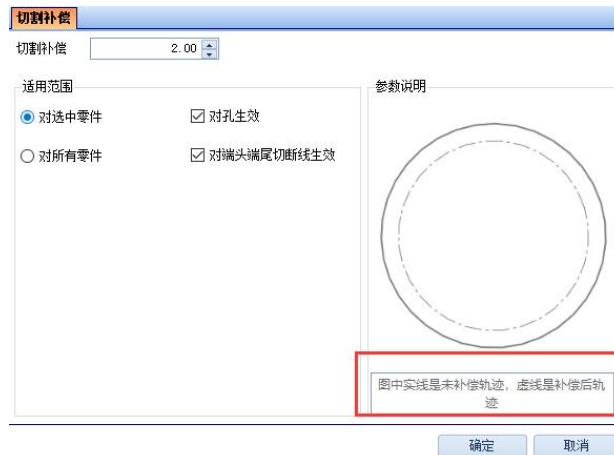 切割补偿
切割补偿 2.00
适用范围
参数说明
对选中零件 对孔生效
对所有零件 对端头端尾切断线生效
图中实线是未补偿轨迹，虚线是补偿后轨
迹
确定 取消